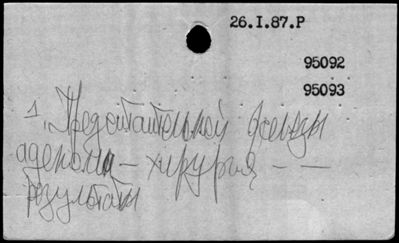 26.I.87.P
95092
95093
1. Предстательной железы
аденома – хирургия – –
результаты